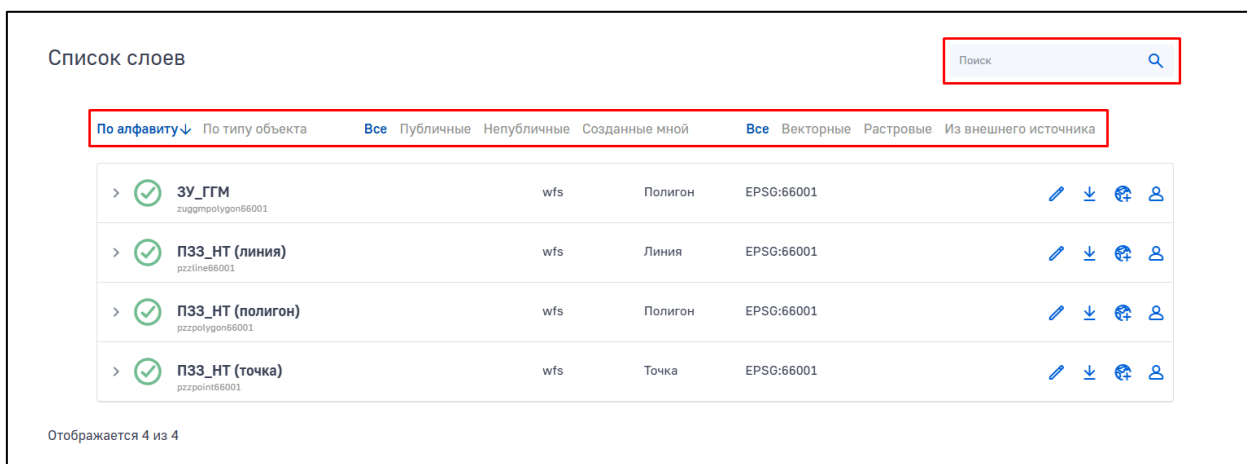 Список слоев
Поиск
По алфавиту↓ По типу объекта Все Публичные Непубличные Созданные мной Все Векторные Растровые Из внешнего источника
ЗУ_ГГМ wfs Полигон EPSG:66001
zuggmpolygon66001
ПЗЗ_НТ (линия) wfs Линия EPSG:66001
pzzline66001
ПЗЗ_НТ (полигон) wfs Полигон EPSG:66001
pzzpolygon66001
ПЗЗ_НТ (точка) wfs Точка EPSG:66001
pzzpoint66001
Отображается 4 из 4